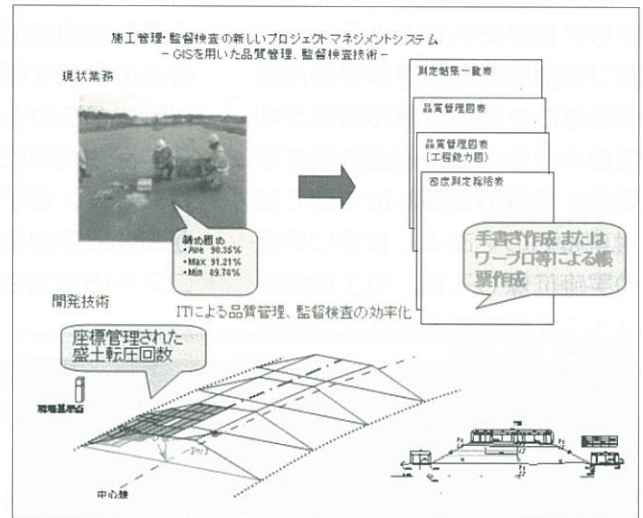 施工管理・監督検査の新しいプロジェクトマネジメントシステム
－GISを用いた品質管理、監督検査技術－
現状業務
測定結果一覧表
品質管理図表
品質管理図表
(工程能力図)
密度測定総括表
締め固め
・Ave 90.35%
・Max 91.21%
・Min 89.74%
手書き作成 または
ワープロ等による帳
票作成
開発技術
ITによる品質管理、監督検査の効率化
座標管理された
盛土転圧回数
現場基準点
中心線